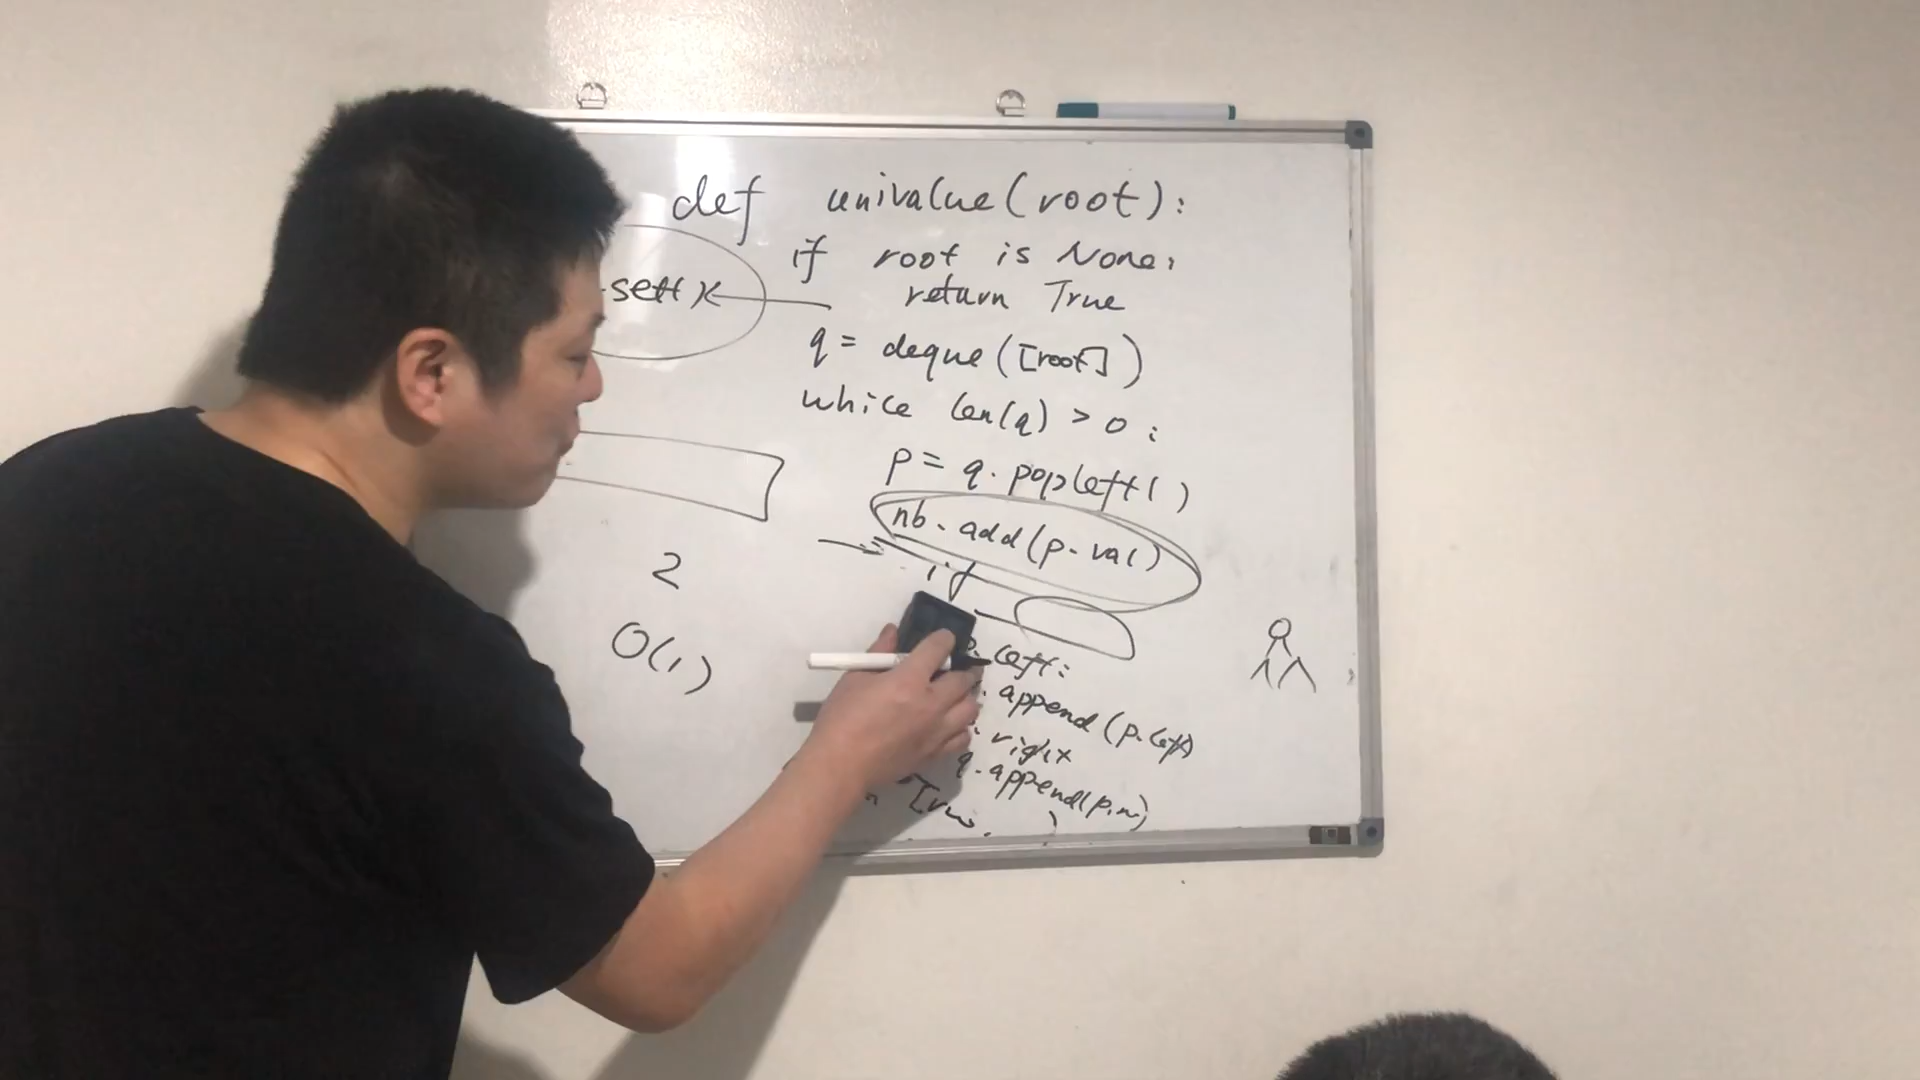 def univalue(root):
if root is None:
return True
set()
q = deque([root])
while len(q) > 0:
p = q.popleft()
nb.add(p.val)
if
2
O(1)
left:
append(p.left)
right
q.append(p.r)
True